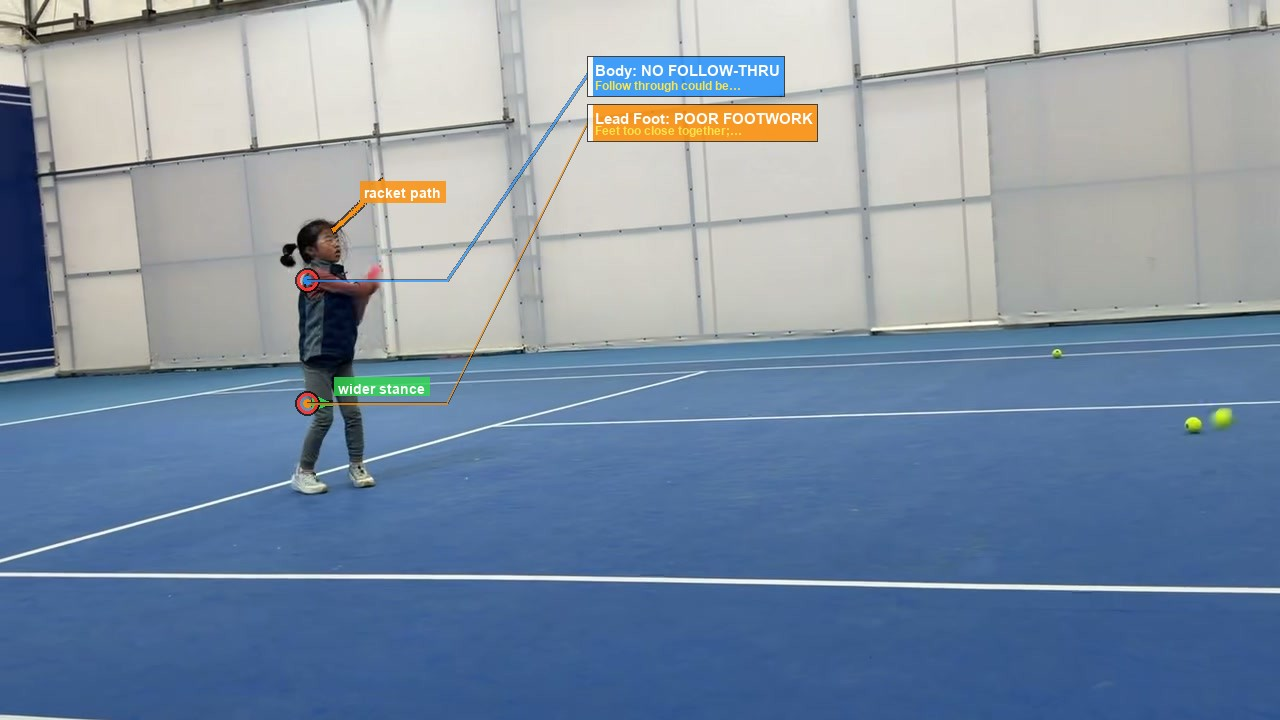 Body: NO FOLLOW-THRU
Follow through could be...
Lead Foot: POOR FOOTWORK
Feet too close together;...
racket path
wider stance